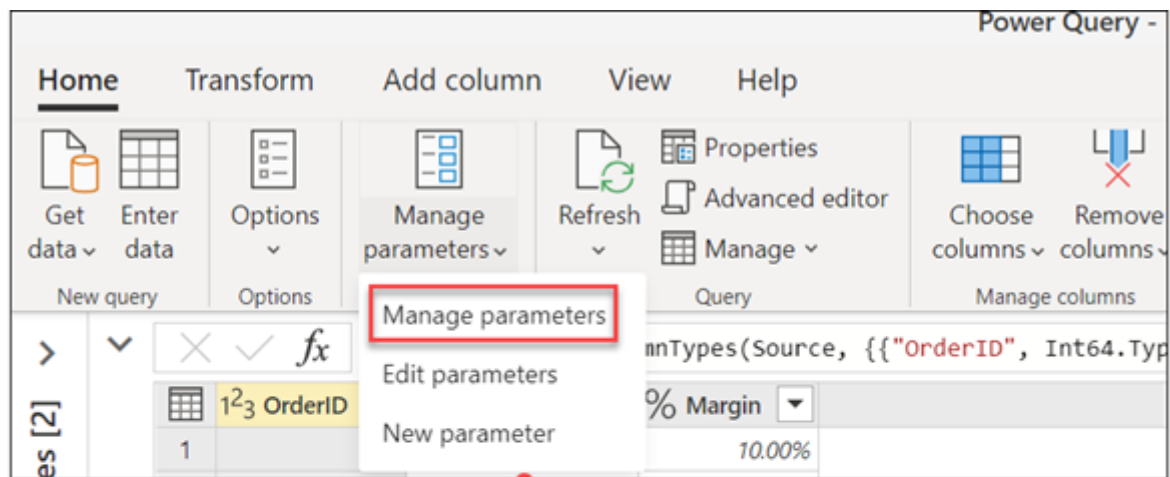 Power Query -
Home Transform Add column View Help
Get data Enter data Options Manage parameters Refresh Properties Advanced editor Manage Choose columns Remove columns
New query Options Query Manage columns
Manage parameters
Edit parameters
New parameter
fx mnTypes(Source, {{"OrderID", Int64.Typ
es [2]
123 OrderID % Margin
1 10.00%